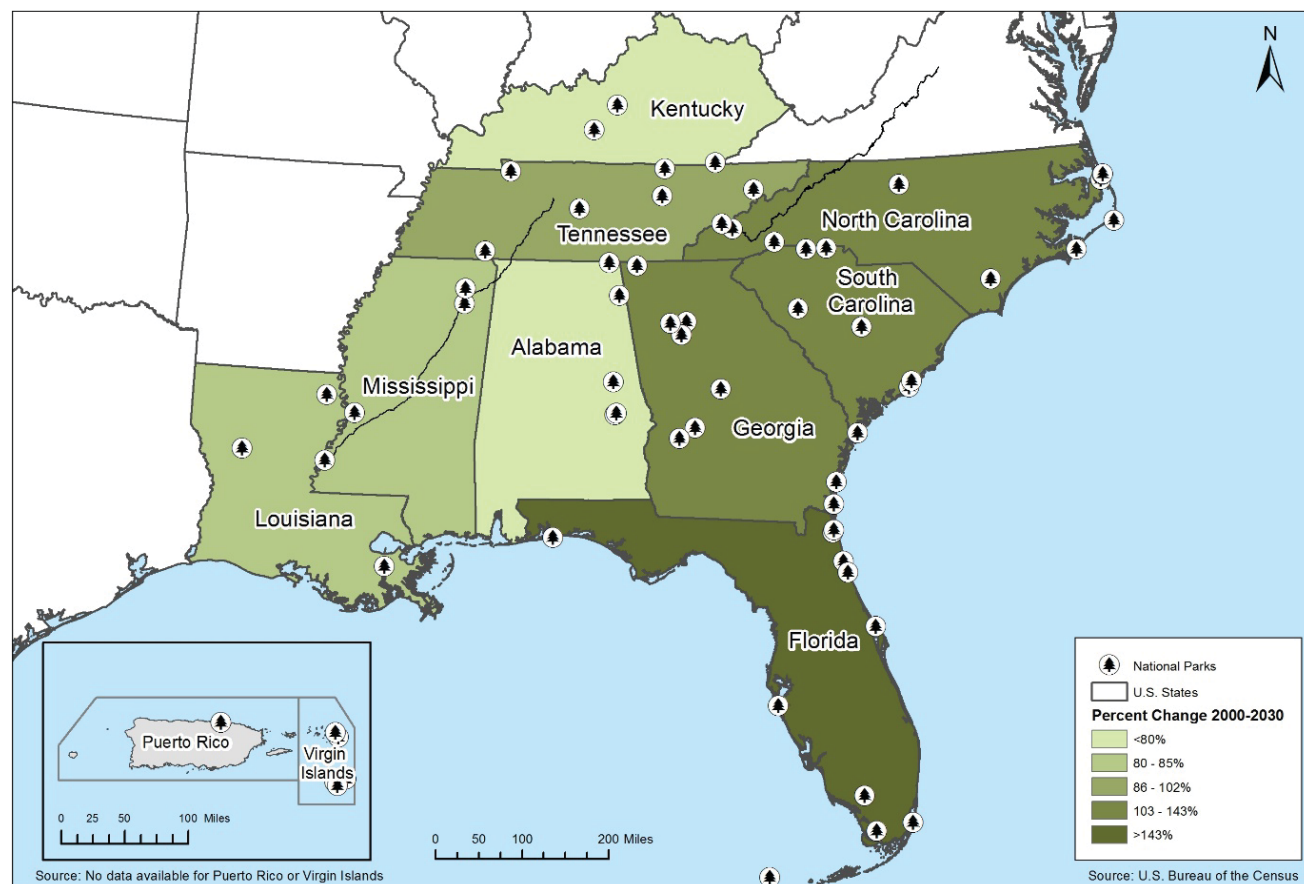 N
Kentucky
North Carolina
Tennessee
South
Carolina
Alabama
Mississippi
Georgia
Louisiana
Florida
Puerto Rico
Virgin
Islands
0 25 50 100 Miles
0 50 100 200 Miles
National Parks
U.S. States
Percent Change 2000-2030
<80%
80 - 85%
86 - 102%
103 - 143%
>143%
Source: No data available for Puerto Rico or Virgin Islands
Source: U.S. Bureau of the Census